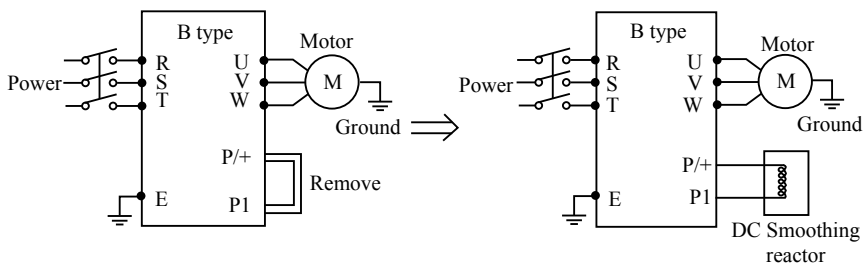 B type
Motor
R
U
S
V
M
Power
T
W
Ground
P/+
Remove
E
P1
B type
Motor
R
U
S
V
M
Power
T
W
Ground
P/+
E
P1
DC Smoothing
reactor